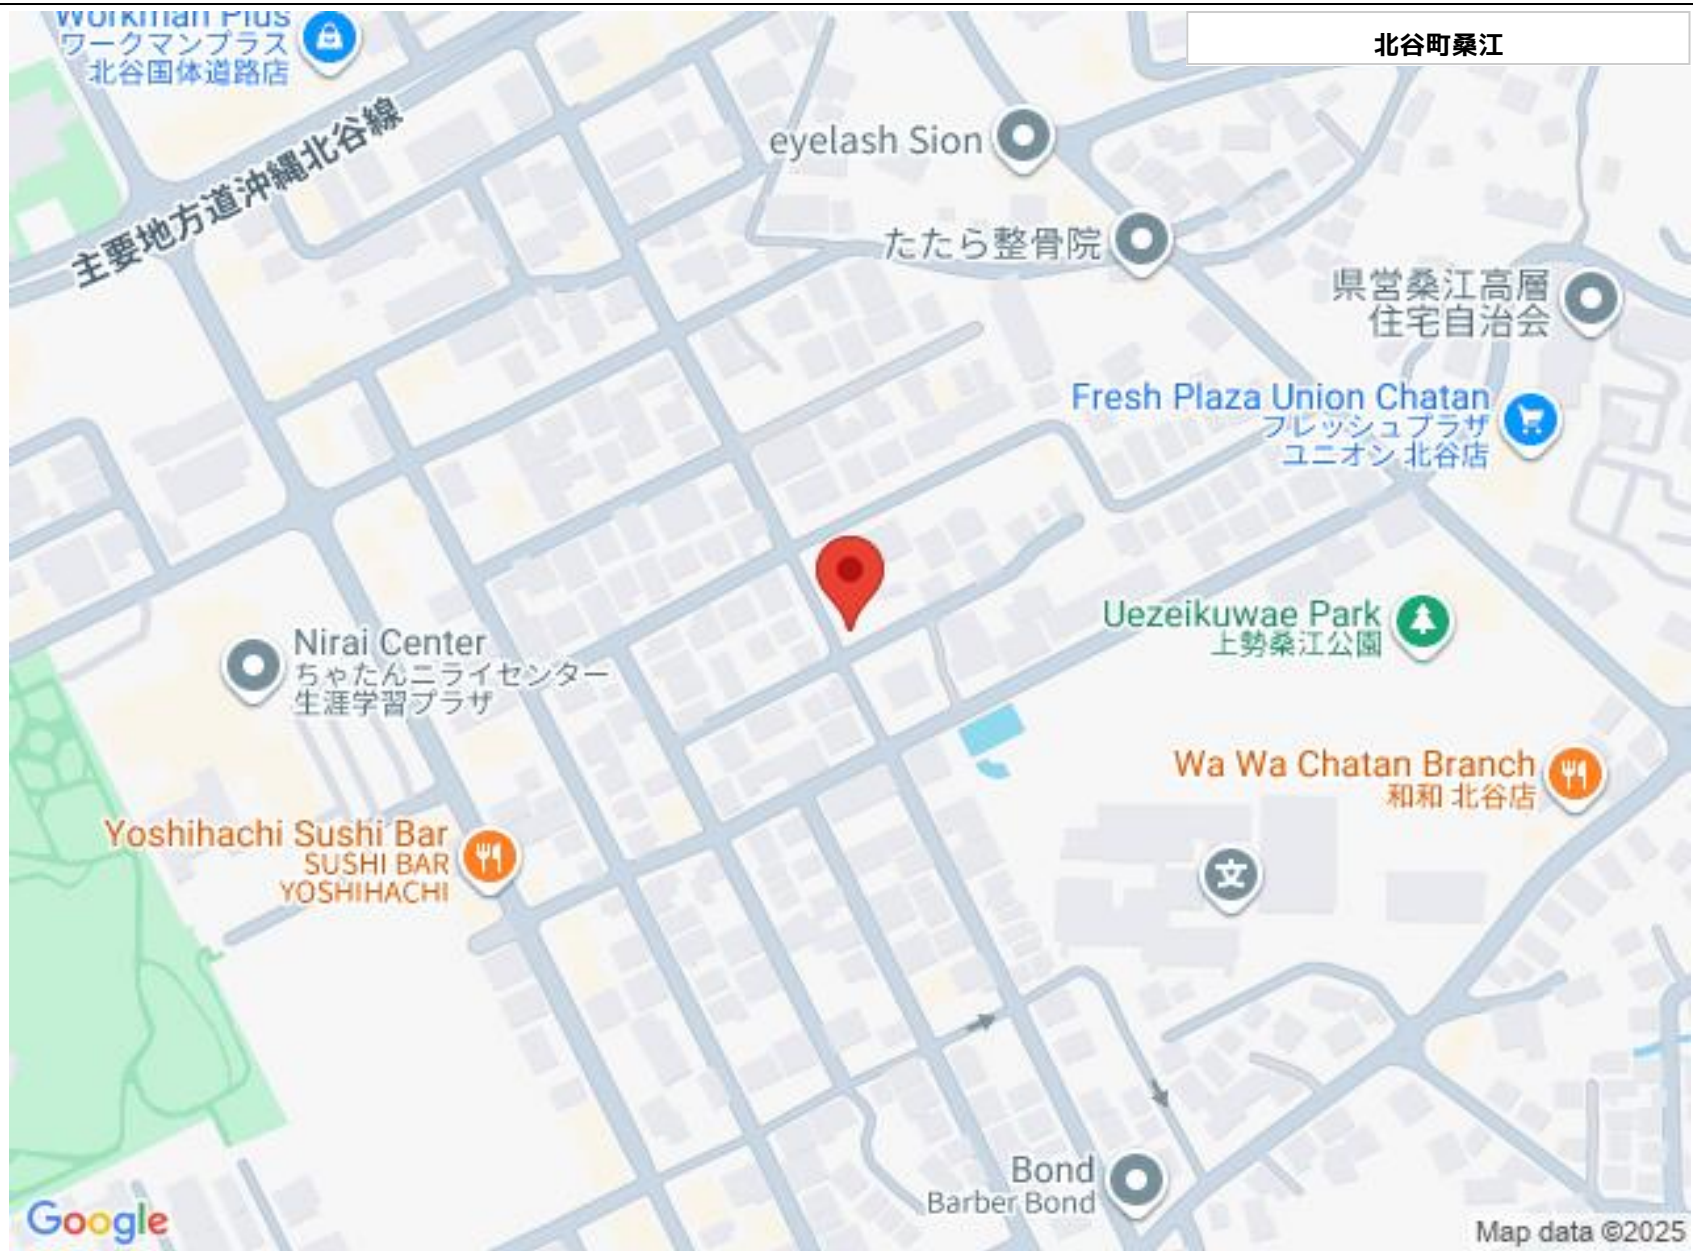 Workman Plus
ワークマンプラス
北谷国体道路店
北谷町桑江
主要地方道沖縄北谷線
eyelash Sion
たたら整骨院
県営桑江高層
住宅自治会
Fresh Plaza Union Chatan
フレッシュプラザ
ユニオン 北谷店
Uezeikuwae Park
上勢桑江公園
Nirai Center
ちゃたんニライセンター
生涯学習プラザ
Wa Wa Chatan Branch
和和 北谷店
Yoshihachi Sushi Bar
SUSHI BAR
YOSHIHACHI
文
Bond
Barber Bond
Google
Map data ©2025